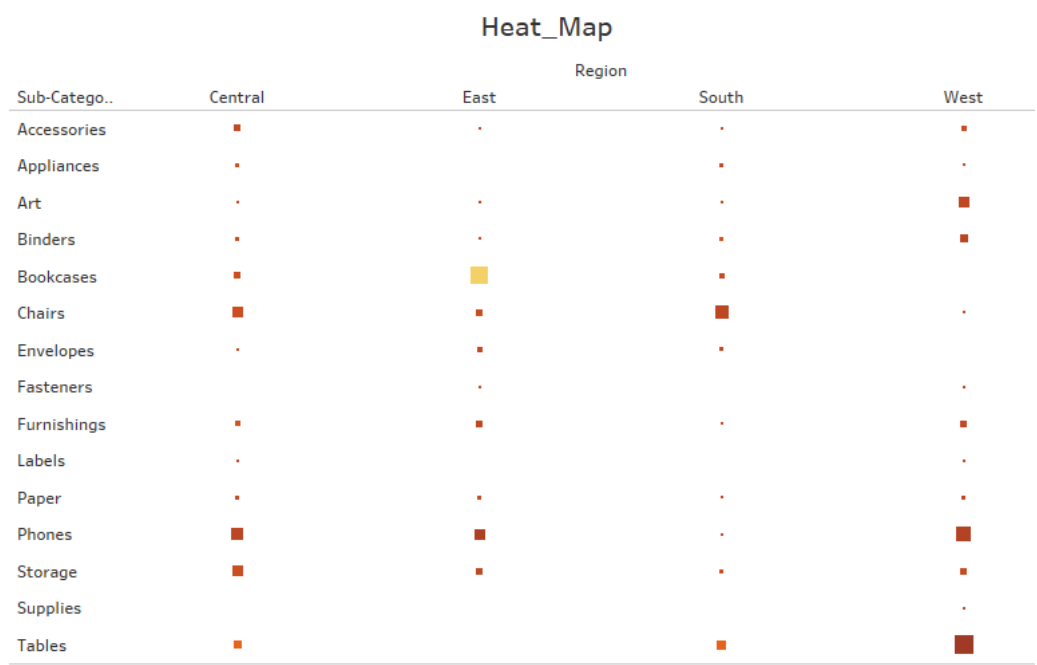 Heat_Map
Region
Sub-Catego.. Central East South West
Accessories
Appliances
Art
Binders
Bookcases
Chairs
Envelopes
Fasteners
Furnishings
Labels
Paper
Phones
Storage
Supplies
Tables